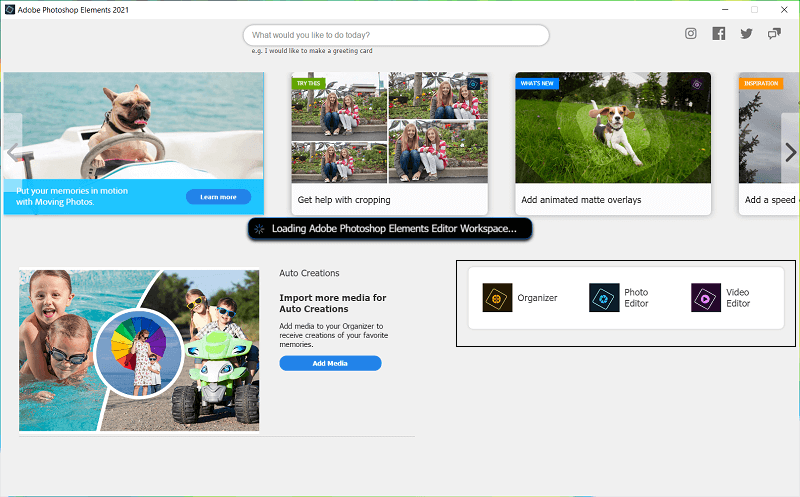 Adobe Photoshop Elements 2021
What would you like to do today?
e.g. I would like to make a greeting card
TRY THIS
WHAT'S NEW
INSPIRATION
Put your memories in motion
with Moving Photos.
Learn more
Get help with cropping
Add animated matte overlays
Add a speed
Loading Adobe Photoshop Elements Editor Workspace...
Auto Creations
Import more media for
Auto Creations
Add media to your Organizer to
receive creations of your favorite
memories.
Add Media
Organizer
Photo
Editor
Video
Editor